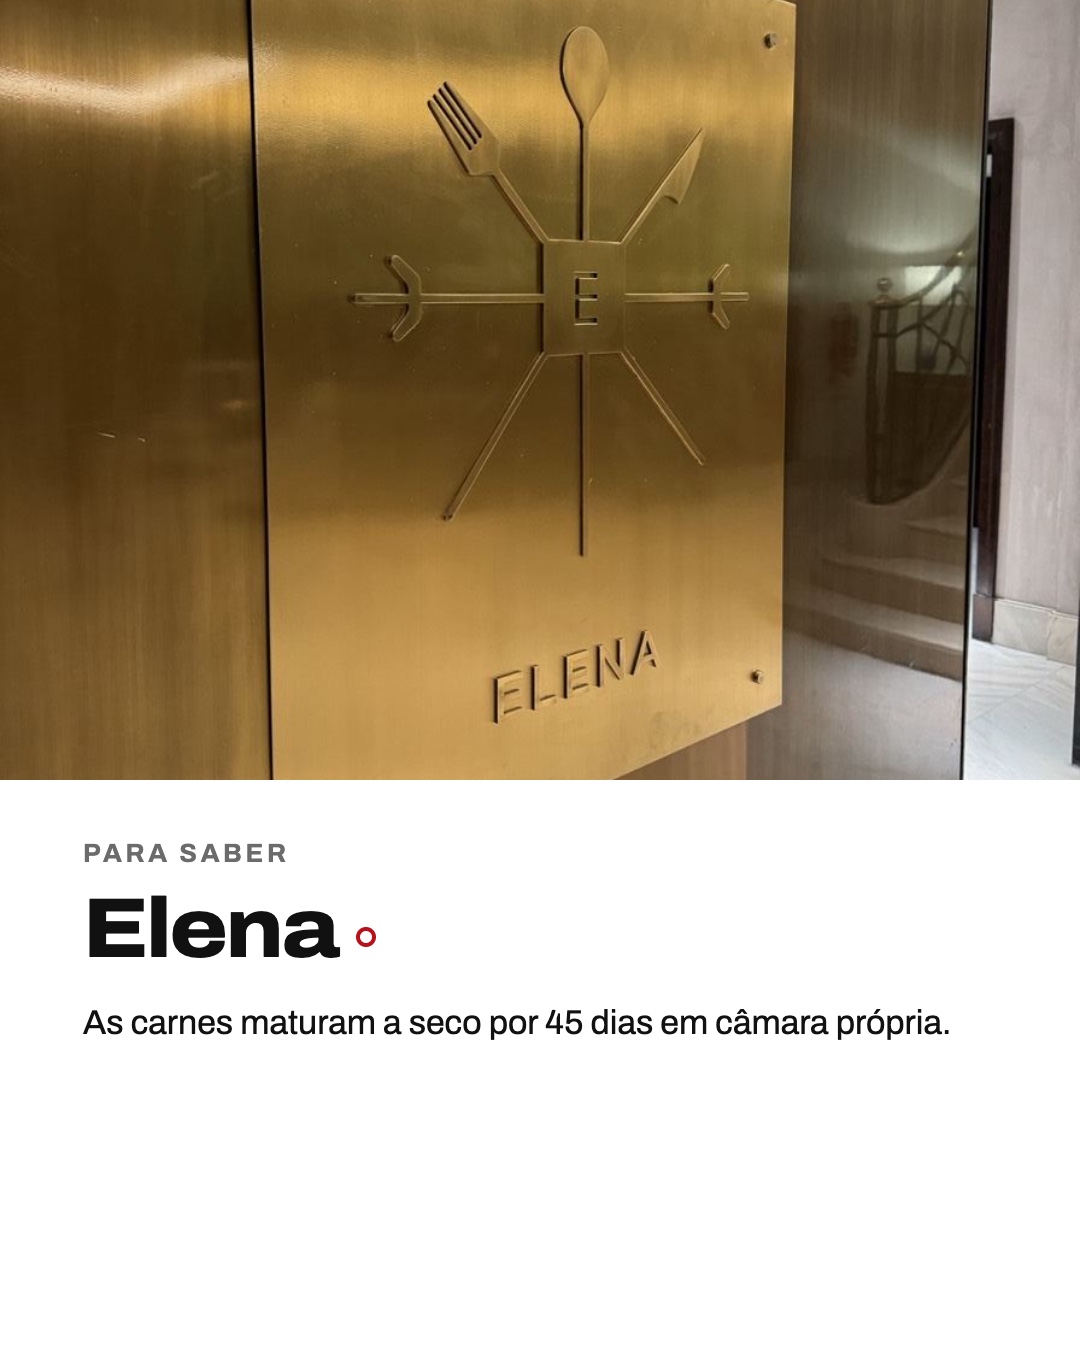 E
ELENA
PARA SABER
Elena
As carnes maturam a seco por 45 dias em câmara própria.